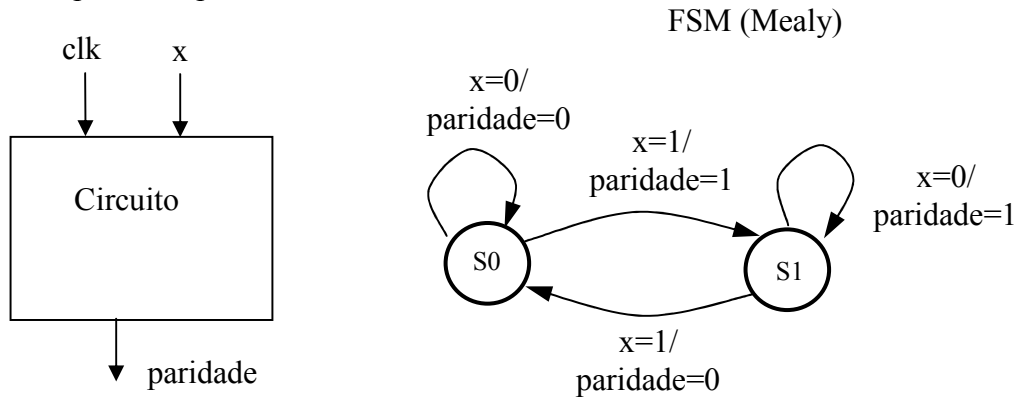 FSM (Mealy)
clk
x
Circuito
paridade
x=0/
paridade=0
x=1/
paridade=1
x=0/
paridade=1
S0
S1
x=1/
paridade=0